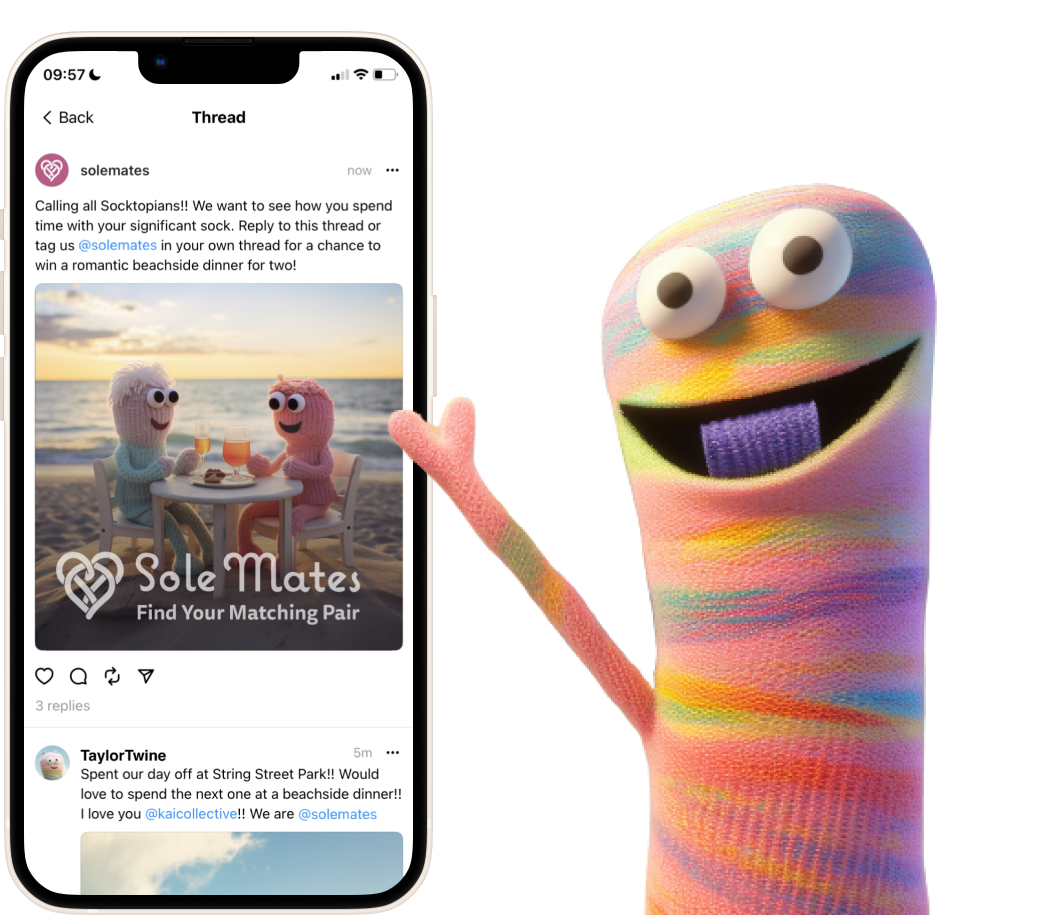 09:57
Back
Thread
solemates
now
Calling all Socktopians!! We want to see how you spend
time with your significant sock. Reply to this thread or
tag us @solemates in your own thread for a chance to
win a romantic beachside dinner for two!
Sole Mates
Find Your Matching Pair
3 replies
TaylorTwine
5m
Spent our day off at String Street Park!! Would
love to spend the next one at a beachside dinner!!
I love you @kaicollective!! We are @solemates